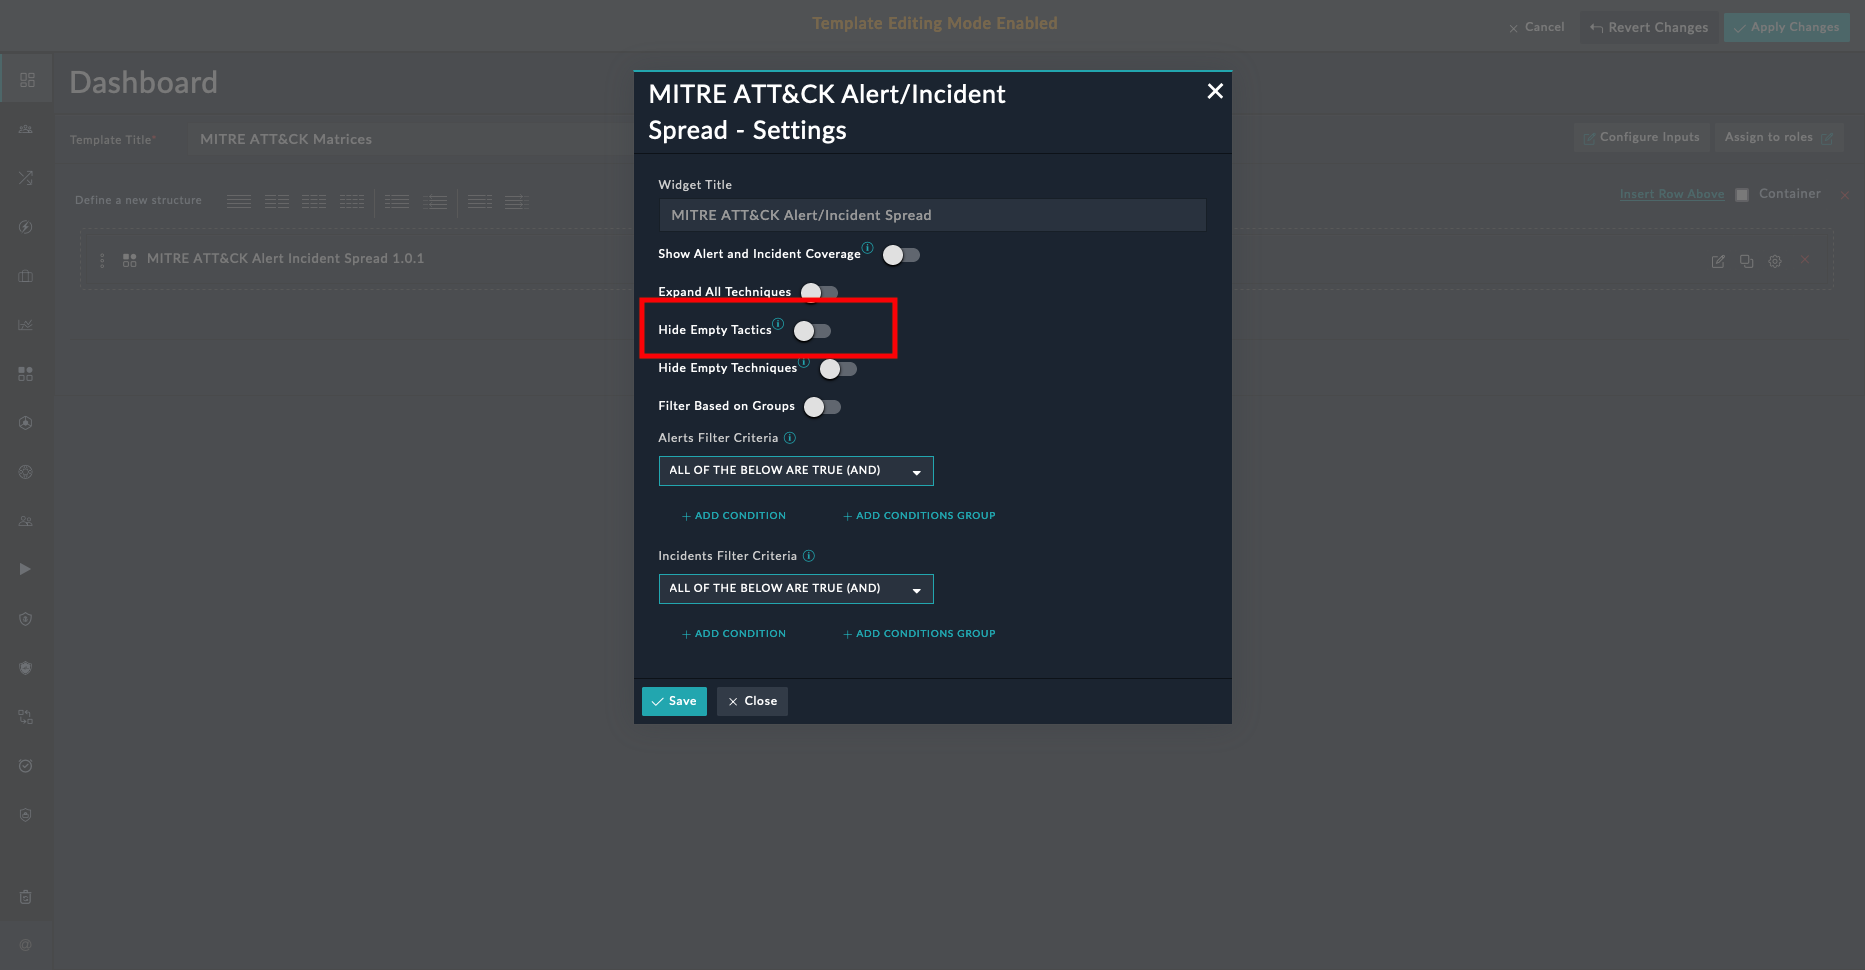 Template Editing Mode Enabled
Cancel
Revert Changes
Apply Changes
Dashboard
Template Title*
MITRE ATT&CK Matrices
Configure Inputs
Assign to roles
Define a new structure
Insert Row Above
Container
MITRE ATT&CK Alert Incident Spread 1.0.1
MITRE ATT&CK Alert/Incident
Spread - Settings
Widget Title
MITRE ATT&CK Alert/Incident Spread
Show Alert and Incident Coverage
Expand All Techniques
Hide Empty Tactics
Hide Empty Techniques
Filter Based on Groups
Alerts Filter Criteria
ALL OF THE BELOW ARE TRUE (AND)
+ ADD CONDITION
+ ADD CONDITIONS GROUP
Incidents Filter Criteria
ALL OF THE BELOW ARE TRUE (AND)
+ ADD CONDITION
+ ADD CONDITIONS GROUP
Save
Close